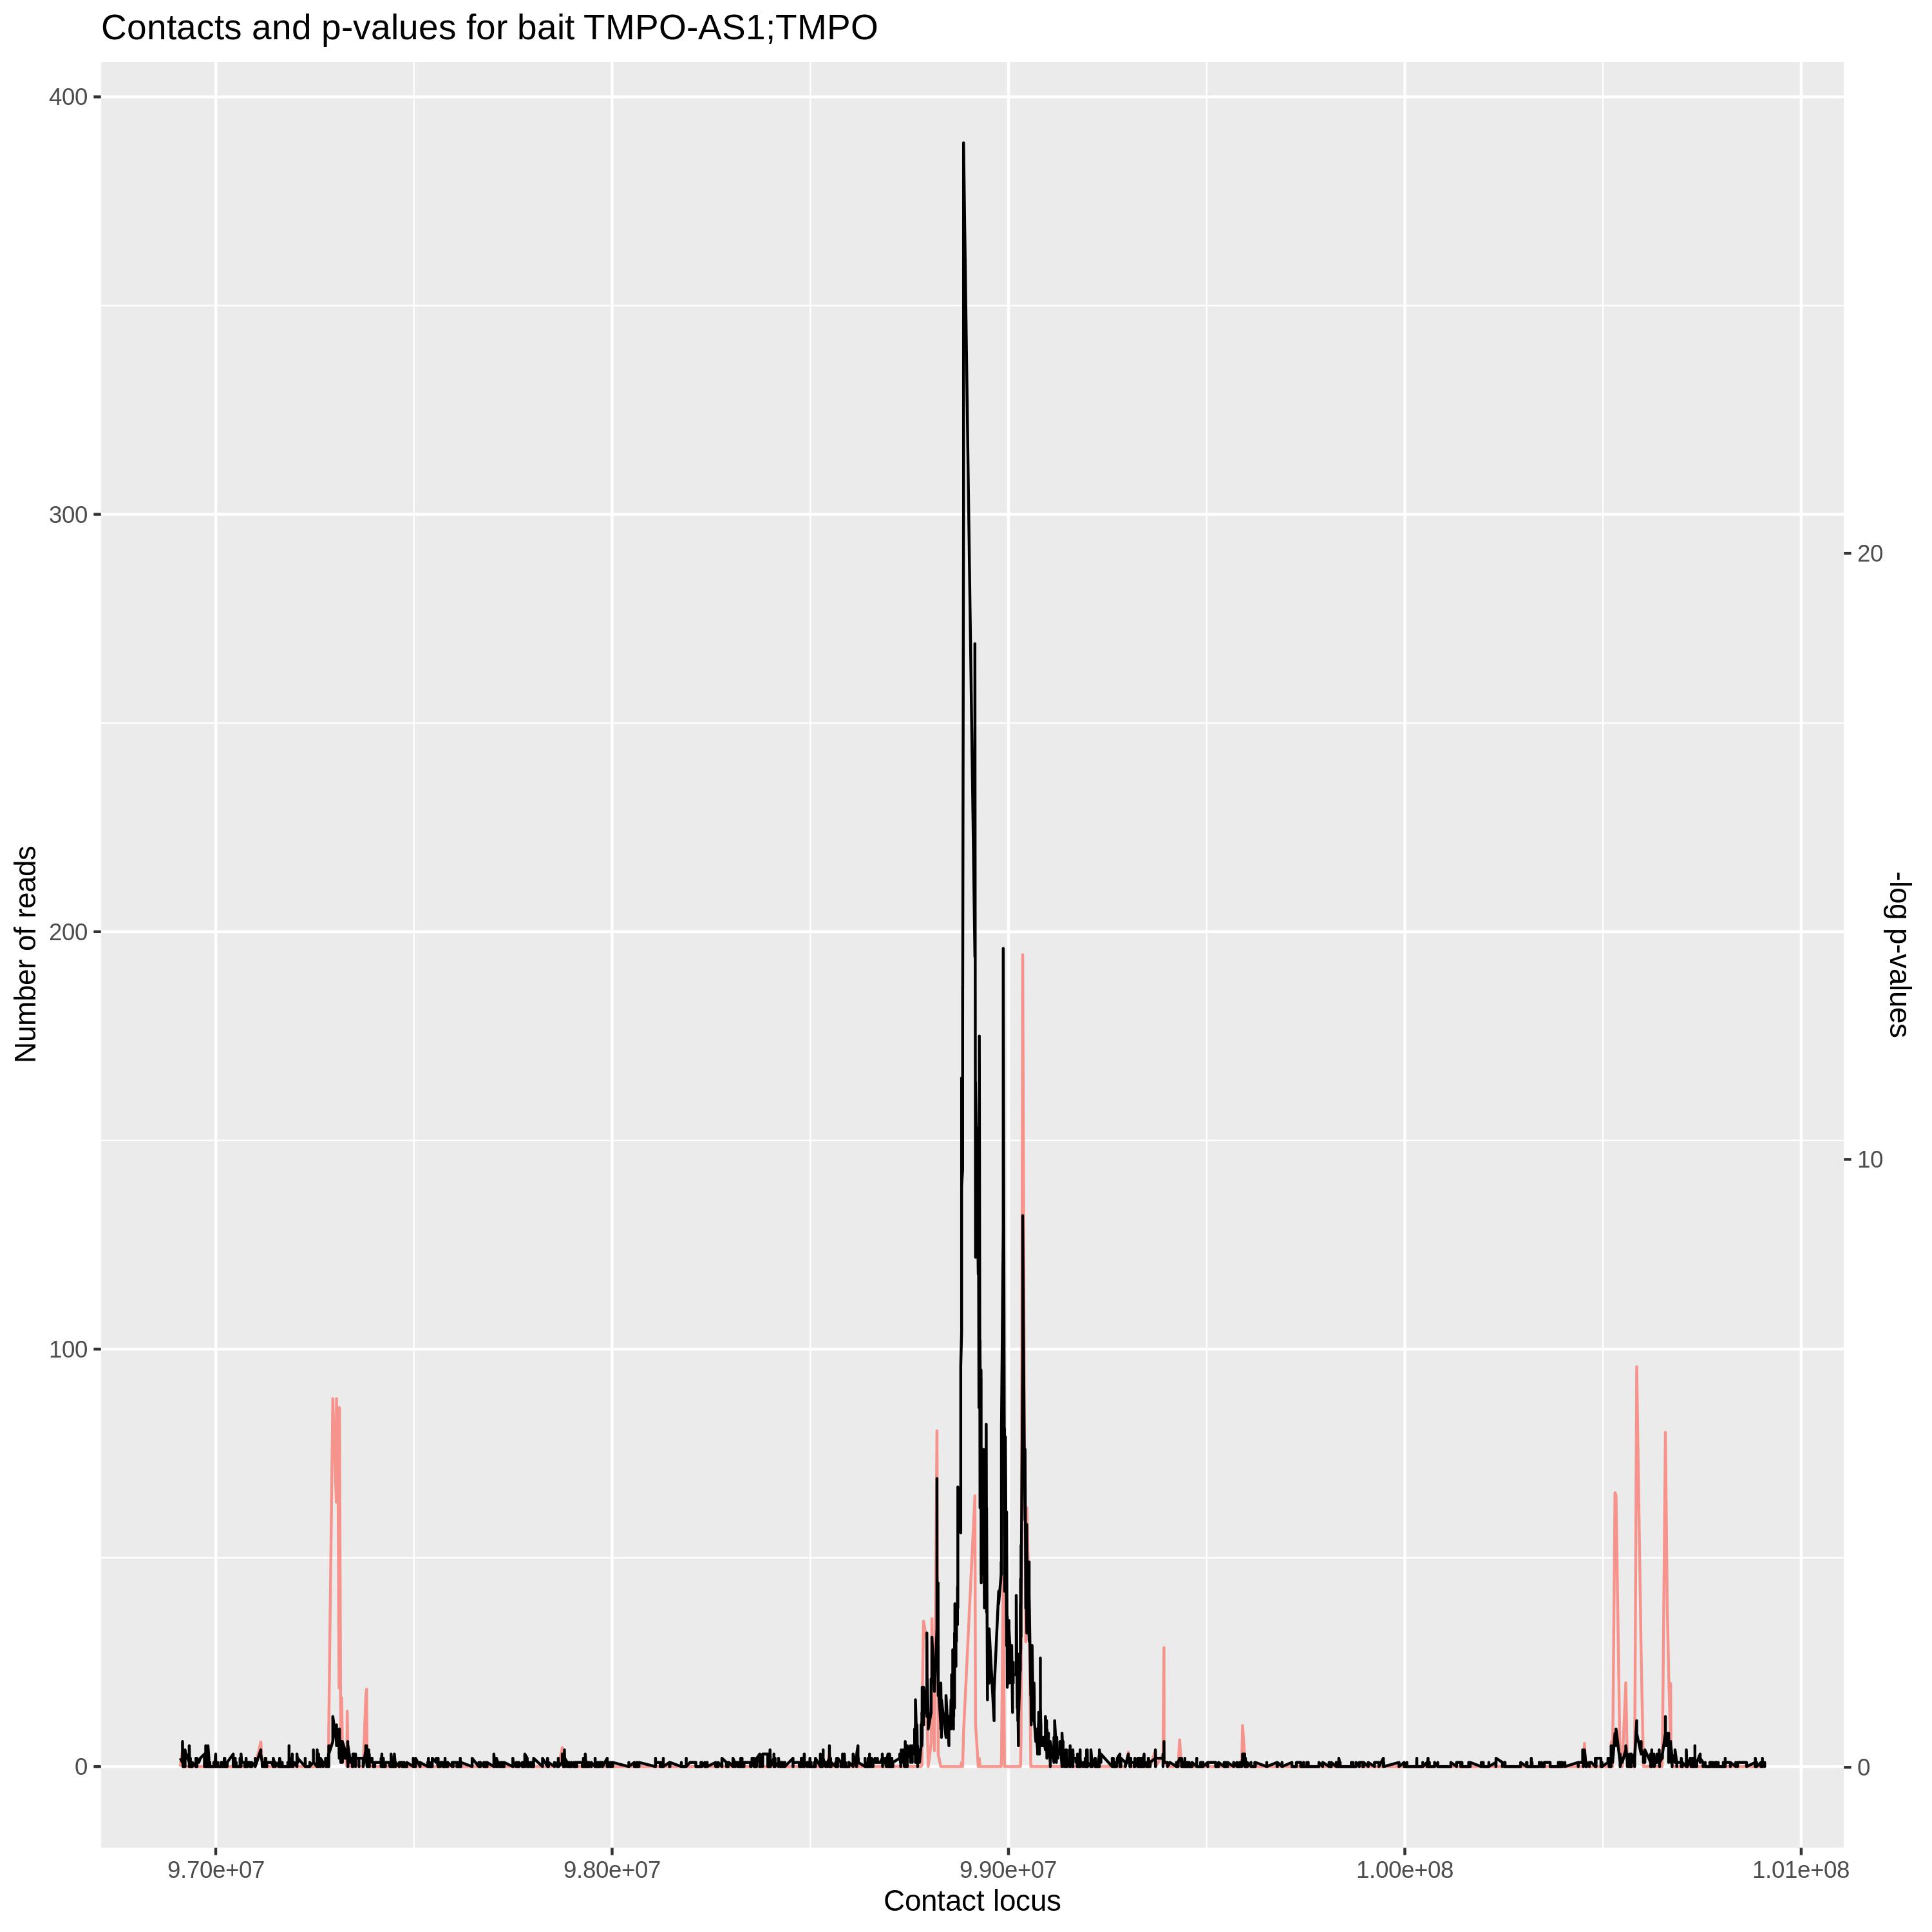 Contacts and p-values for bait TMPO-AS1;TMPO
400
300
200
100
0
Number of reads
20
10
0
-log p-values
9.70e+07
9.80e+07
9.90e+07
1.00e+08
1.01e+08
Contact locus